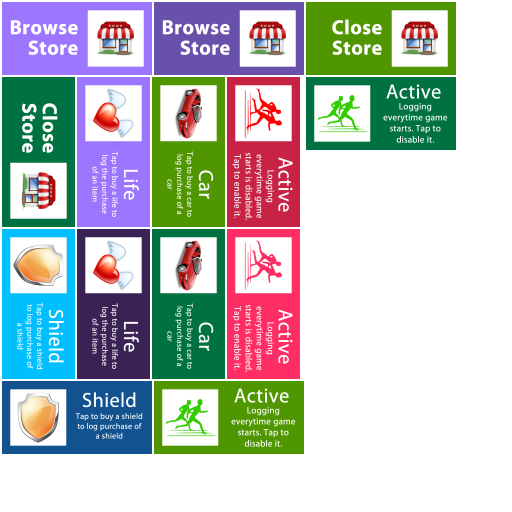 Browse
Store
Browse
Store
Close
Store
Close
Store
Life
Tap to buy a life to
log the purchase
of an item
Car
Tap to buy a car to
log purchase of a
car
Active
Logging
everytime game
starts is disabled.
Tap to enable it.
Active
Logging
everytime game
starts. Tap to
disable it.
Shield
Tap to buy a shield
to log purchase of
a shield
Life
Tap to buy a life to
log the purchase
of an item
Car
Tap to buy a car to
log purchase of a
car
Active
Logging
everytime game
starts is disabled.
Tap to enable it.
Shield
Tap to buy a shield
to log purchase of
a shield
Active
Logging
everytime game
starts. Tap to
disable it.